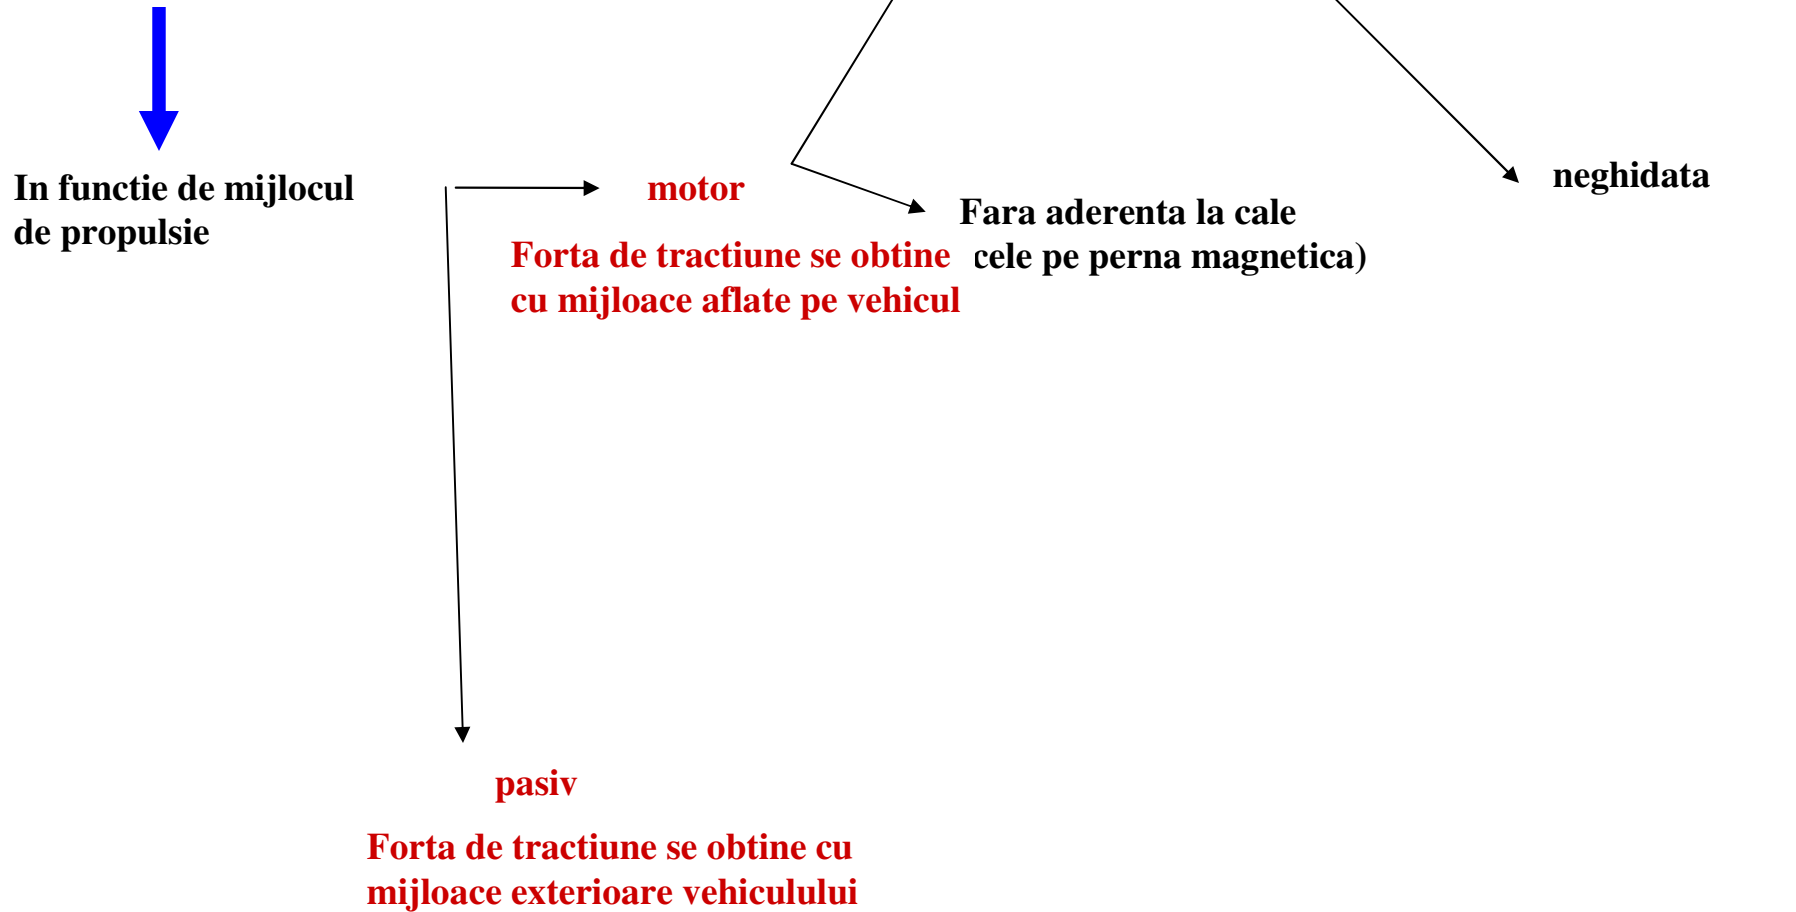 In functie de mijlocul
de propulsie
motor
Forta de tractiune se obtine
cu mijloace aflate pe vehicul
Fara aderenta la cale
cele pe perna magnetica)
neghidata
pasiv
Forta de tractiune se obtine cu
mijloace exterioare vehiculului